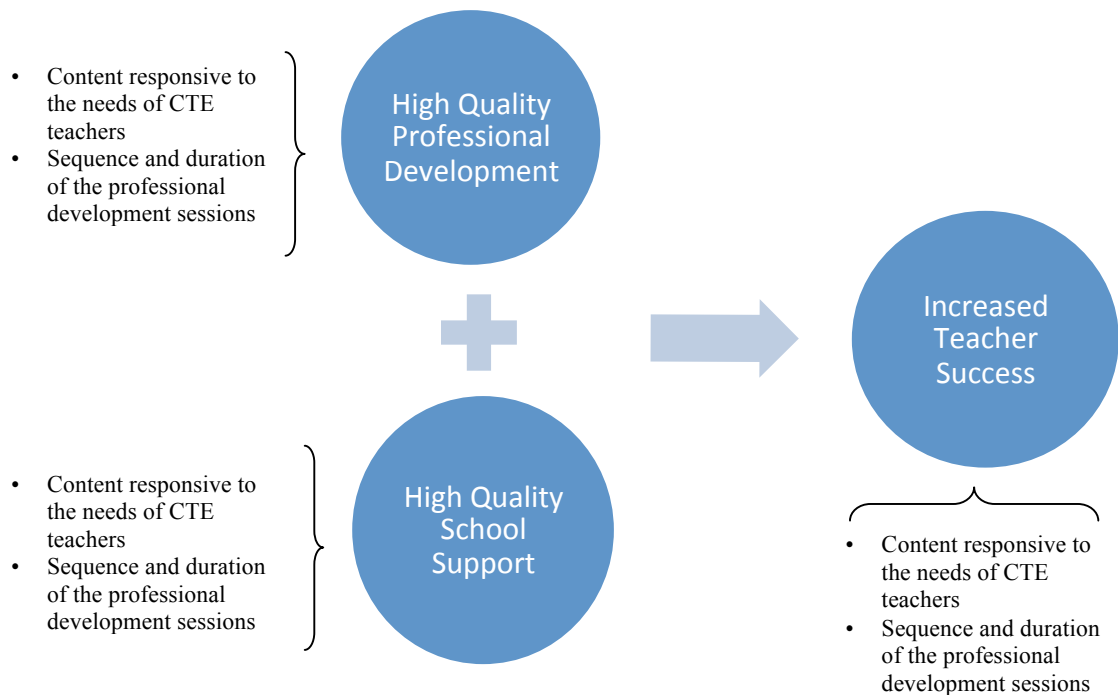 • Content responsive to
the needs of CTE
teachers
• Sequence and duration
of the professional
development sessions
High Quality
Professional
Development
• Content responsive to
the needs of CTE
teachers
• Sequence and duration
of the professional
development sessions
High Quality
School
Support
Increased
Teacher
Success
• Content responsive to
the needs of CTE
teachers
• Sequence and duration
of the professional
development sessions